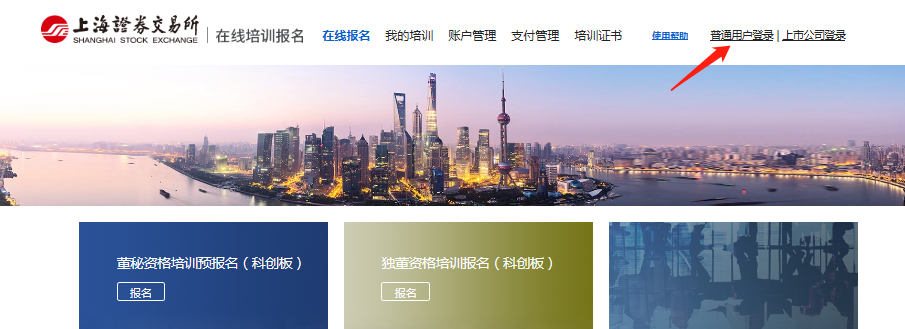 上海證券交易所
SHANGHAI STOCK EXCHANGE
在线培训报名
在线报名 我的培训 账户管理 支付管理 培训证书 使用帮助 普通用户登录 | 上市公司登录
董秘资格培训预报名（科创板）
报名
独董资格培训报名（科创板）
报名